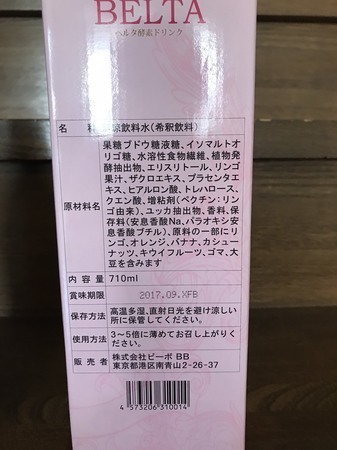 BELTA
ベルタ酵素ドリンク
名 称 清涼飲料水(希釈飲料)
原材料名
果糖ブドウ糖液糖、イソマルトオ
リゴ糖、水溶性食物繊維、植物発
酵抽出物、エリスリトール、リンゴ
果汁、ザクロエキス、プラセンタエ
キス、ヒアルロン酸、トレハロース、
クエン酸、増粘剤(ペクチン:リン
ゴ由来)、ユッカ抽出物、香料、保
存料(安息香酸Na、パラオキシ安
息香酸ブチル)、原料の一部にリ
ンゴ、オレンジ、バナナ、カシュー
ナッツ、キウイフルーツ、ゴマ、大
豆を含みます
内 容 量 710ml
賞味期限 2017.09.XFB
保存方法 高温多湿、直射日光を避け涼しい
所に保管してください。
使用方法 3〜5倍に薄めてお召し上がりく
ださい。
販 売 者 株式会社ビーボ BB
東京都港区南青山2-26-37
4 573206 310014